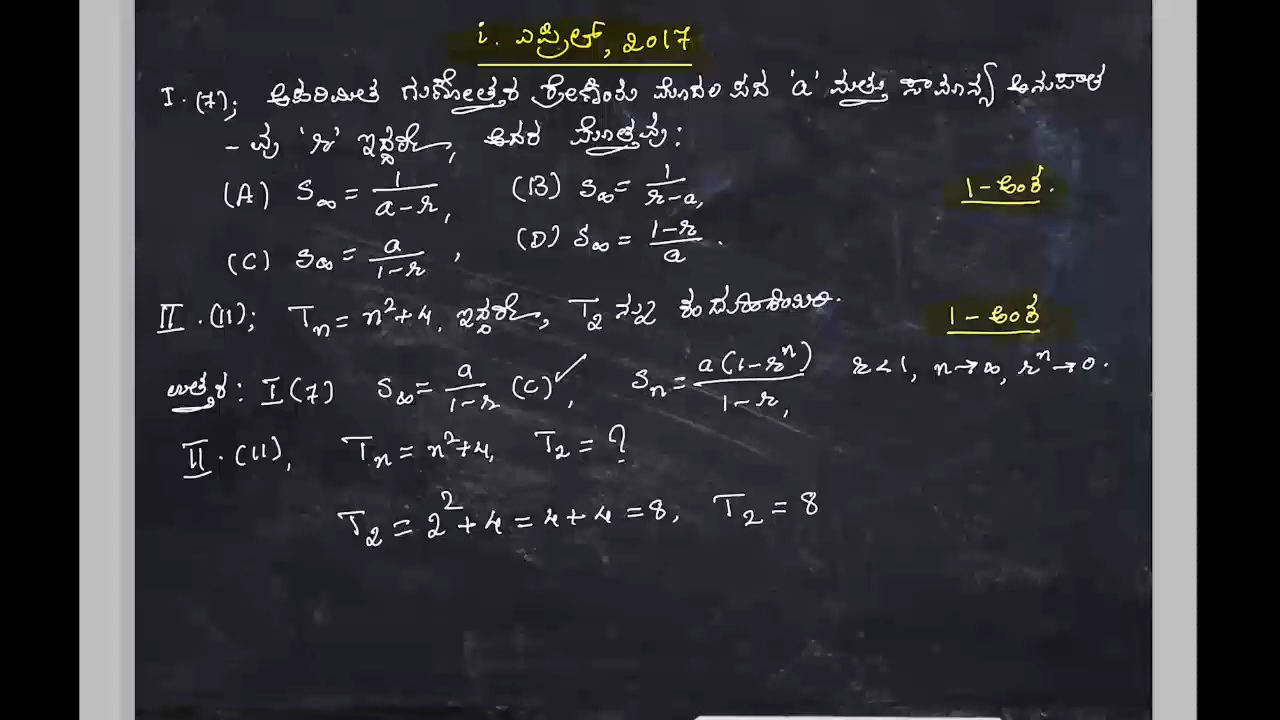 i. ಎಪ್ರಿಲ್, 2017
I. (7); ಅಪರಿಮಿತ ಗುಣೋತ್ತರ ಶ್ರೇಣಿಯ ಮೊದಲ ಪದ 'a' ಮತ್ತು ಸಾಮಾನ್ಯ ಅನುಪಾತ
- ವು 'r' ಇದ್ದರೆ, ಅದರ ಮೊತ್ತವು:
(A) S∞ = 1/(a-r), (B) S∞ = 1/(r-a), 1-ಅಂಕ.
(C) S∞ = a/(1-r), (D) S∞ = (1-r)/a.
II. (11); Tn = n²+4, ಇದ್ದರೆ, T₂ ನ್ನು ಕಂಡುಹಿಡಿಯಿರಿ. 1-ಅಂಕ
ಉತ್ತರ: I (7) S∞ = a/(1-r) (C)✓, Sn = a(1-rⁿ)/(1-r), r<1, n→∞, rⁿ→0.
II. (11), Tn = n²+4, T₂ = ?
T₂ = 2²+4 = 4+4 = 8, T₂ = 8